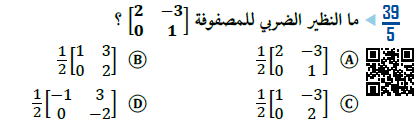 39/5 ◀ ما النظير الضربي للمصفوفة [2 −3; 0 1] ؟
Ⓐ 1/2 [2 −3; 0 1]
Ⓑ 1/2 [1 3; 0 2]
Ⓒ 1/2 [1 −3; 0 2]
Ⓓ 1/2 [−1 3; 0 −2]